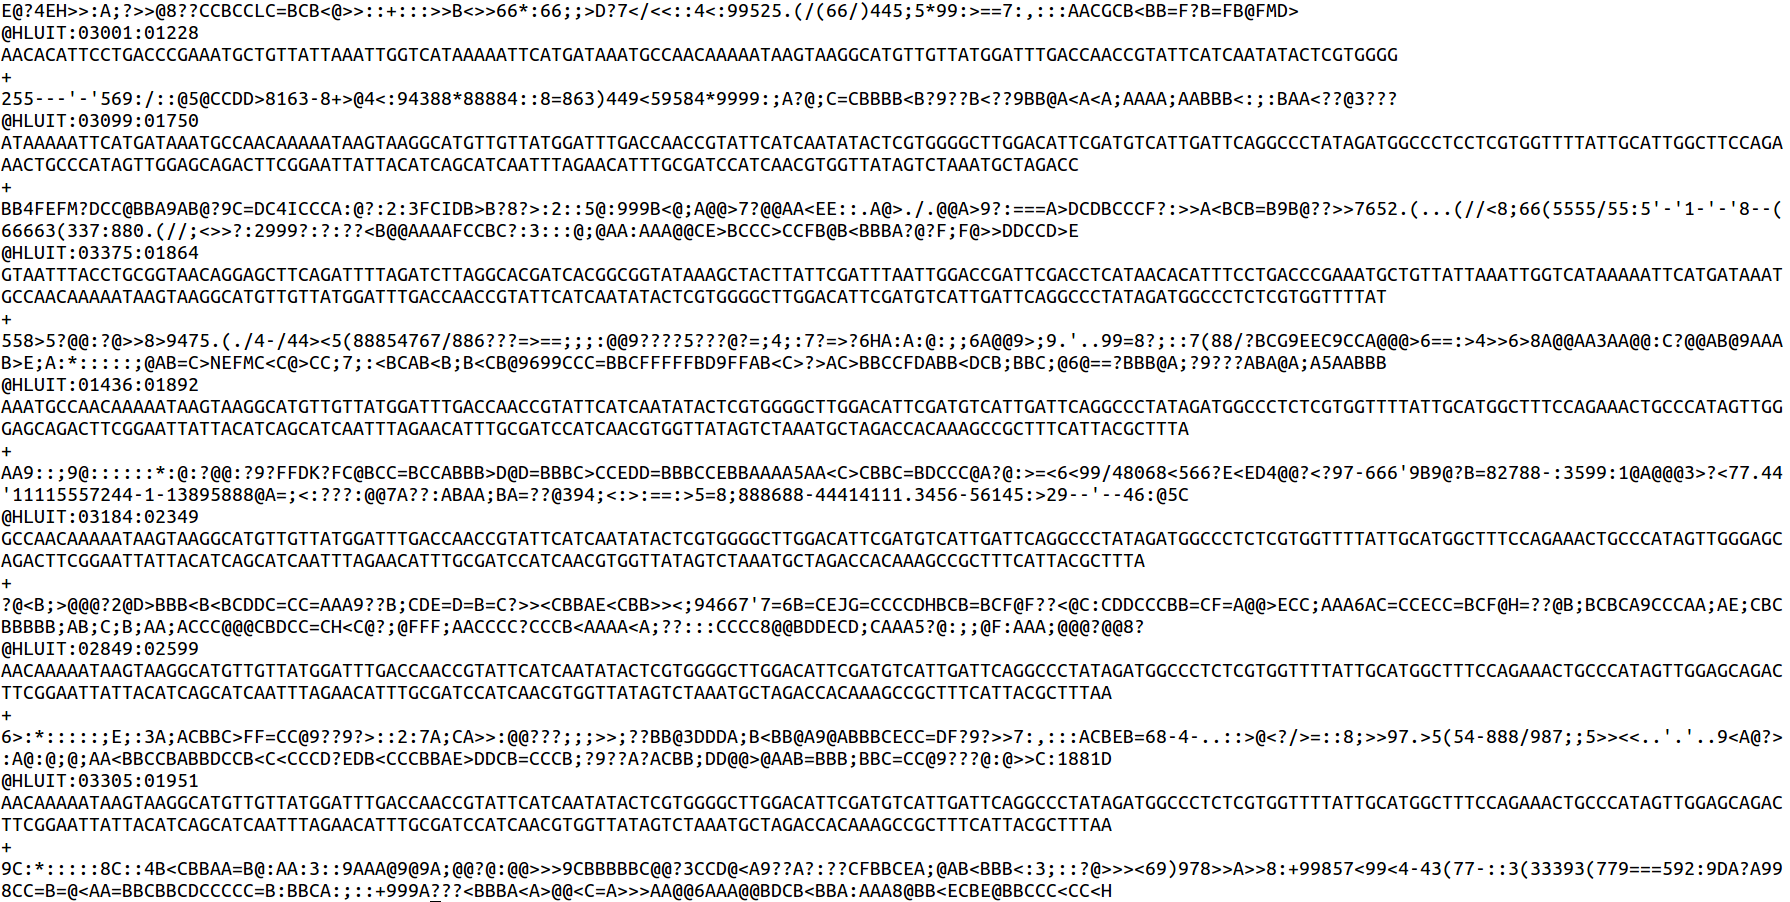 E@?4EH>>:A;?>>@8??CCBCCLC=BCB<@>>::+:::>>B<>>66*:66;;>D?7</<<::4<:99525.(/(66/)445;5*99:>==7:,:::AACGCB<BB=F?B=FB@FMD>
@HLUIT:03001:01228
AACACATTCCTGACCCGAAATGCTGTTATTAAATTGGTCATAAAAATTCATGATAAATGCCAACAAAAATAAGTAAGGCATGTTGTTATGGATTTGACCAACCGTATTCATCAATATACTCGTGGGG
+
255---'-'569:/::@5@CCDD>8163-8+>@4<:94388*88884::8=863)449<59584*9999:;A?@;C=CBBBB<B?9??B<??9BB@A<A<A;AAAA;AABBB<:;:BAA<??@3???
@HLUIT:03099:01750
ATAAAAATTCATGATAAATGCCAACAAAAATAAGTAAGGCATGTTGTTATGGATTTGACCAACCGTATTCATCAATATACTCGTGGGGCTTGGACATTCGATGTCATTGATTCAGGCCCTATAGATGGCCCTCCTCGTGGTTTTATTGCATTGGCTTCCAGA
AACTGCCCATAGTTGGAGCAGACTTCGGAATTATTACATCAGCATCAATTTAGAACATTTGCGATCCATCAACGTGGTTATAGTCTAAATGCTAGACC
+
BB4FEFM?DCC@BBA9AB@?9C=DC4ICCCA:@?:2:3FCIDB>B?8?>:2::5@:999B<@;A@@>7?@@AA<EE::.A@>./.@@A>9?:===A>DCDBCCCF?:>>A<BCB=B9B@??>>7652.(...(//<8;66(5555/55:5'-'1-'-'8--(
66663(337:880.(//;<>>?:2999?:?:??<B@@AAAAFCCBC?:3:::@;@AA:AAA@@CE>BCCC>CCFB@B<BBBA?@?F;F@>>DDCCD>E
@HLUIT:03375:01864
GTAATTTACCTGCGGTAACAGGAGCTTCAGATTTTAGATCTTAGGCACGATCACGGCGGTATAAAGCTACTTATTCGATTTAATTGGACCGATTCGACCTCATAACACATTTCCTGACCCGAAATGCTGTTATTAAATTGGTCATAAAAATTCATGATAAAT
GCCAACAAAAATAAGTAAGGCATGTTGTTATGGATTTGACCAACCGTATTCATCAATATACTCGTGGGGCTTGGACATTCGATGTCATTGATTCAGGCCCTATAGATGGCCCTCTCGTGGTTTTAT
+
558>5?@@:?@>>8>9475.(./4-/44><5(88854767/886???=>==;;;:@@9????5???@?=;4;:7?=>?6HA:A:@:;;6A@@9>;9.'..99=8?;::7(88/?BCG9EEC9CCA@@@>6==:>4>>6>8A@@AA3AA@@:C?@@AB@9AAA
B>E;A:*:::::;@AB=C>NEFMC<C@>CC;7;:<BCAB<B;B<CB@9699CCC=BBCFFFFFBD9FFAB<C>?>AC>BBCCFDABB<DCB;BBC;@6@==?BBB@A;?9???ABA@A;A5AABBB
@HLUIT:01436:01892
AAATGCCAACAAAAATAAGTAAGGCATGTTGTTATGGATTTGACCAACCGTATTCATCAATATACTCGTGGGGCTTGGACATTCGATGTCATTGATTCAGGCCCTATAGATGGCCCTCTCGTGGTTTTATTGCATGGCTTTCCAGAAACTGCCCATAGTTGG
GAGCAGACTTCGGAATTATTACATCAGCATCAATTTAGAACATTTGCGATCCATCAACGTGGTTATAGTCTAAATGCTAGACCACAAAGCCGCTTTCATTACGCTTTA
+
AA9::;9@::::::*:@:?@@:?9?FFDK?FC@BCC=BCCABBB>D@D=BBBC>CCEDD=BBBCCEBBAAAA5AA<C>CBBC=BDCCC@A?@:>=<6<99/48068<566?E<ED4@@?<?97-666'9B9@?B=82788-:3599:1@A@@@3>?<77.44
'11115557244-1-13895888@A=;<:???:@@7A??:ABAA;BA=??@394;<:>:==:>5=8;888688-44414111.3456-56145:>29--'--46:@5C
@HLUIT:03184:02349
GCCAACAAAAATAAGTAAGGCATGTTGTTATGGATTTGACCAACCGTATTCATCAATATACTCGTGGGGCTTGGACATTCGATGTCATTGATTCAGGCCCTATAGATGGCCCTCTCGTGGTTTTATTGCATGGCTTTCCAGAAACTGCCCATAGTTGGGAGC
AGACTTCGGAATTATTACATCAGCATCAATTTAGAACATTTGCGATCCATCAACGTGGTTATAGTCTAAATGCTAGACCACAAAGCCGCTTTCATTACGCTTTA
+
?@<B;>@@@?2@D>BBB<B<BCDDC=CC=AAA9??B;CDE=D=B=C?>><CBBAE<CBB>><;94667'7=6B=CEJG=CCCCDHBCB=BCF@F??<@C:CDDCCCBB=CF=A@@>ECC;AAA6AC=CCECC=BCF@H=??@B;BCBCA9CCCAA;AE;CBC
BBBBB;AB;C;B;AA;ACCC@@@CBDCC=CH<C@?;@FFF;AACCCC?CCCB<AAAA<A;??:::CCCC8@@BDDECD;CAAA5?@:;;@F:AAA;@@@?@@8?
@HLUIT:02849:02599
AACAAAAATAAGTAAGGCATGTTGTTATGGATTTGACCAACCGTATTCATCAATATACTCGTGGGGCTTGGACATTCGATGTCATTGATTCAGGCCCTATAGATGGCCCTCTCGTGGTTTTATTGCATGGCTTTCCAGAAACTGCCCATAGTTGGAGCAGAC
TTCGGAATTATTACATCAGCATCAATTTAGAACATTTGCGATCCATCAACGTGGTTATAGTCTAAATGCTAGACCACAAAGCCGCTTTCATTACGCTTTAA
+
6>:*:::::;E;:3A;ACBBC>FF=CC@9??9?>::2:7A;CA>>:@@???;;;>>;??BB@3DDDA;B<BB@A9@ABBBCECC=DF?9?>>7:,:::ACBEB=68-4-..::>@<?/>=::8;>>97.>5(54-888/987;;5>><<..'.'..9<A@?>
:A@:@;@;AA<BBCCBABBDCCB<C<CCCD?EDB<CCCBBAE>DDCB=CCCB;?9??A?ACBB;DD@@>@AAB=BBB;BBC=CC@9???@:@>>C:1881D
@HLUIT:03305:01951
AACAAAAATAAGTAAGGCATGTTGTTATGGATTTGACCAACCGTATTCATCAATATACTCGTGGGGCTTGGACATTCGATGTCATTGATTCAGGCCCTATAGATGGCCCTCTCGTGGTTTTATTGCATGGCTTTCCAGAAACTGCCCATAGTTGGAGCAGAC
TTCGGAATTATTACATCAGCATCAATTTAGAACATTTGCGATCCATCAACGTGGTTATAGTCTAAATGCTAGACCACAAAGCCGCTTTCATTACGCTTTAA
+
9C:*:::::8C::4B<CBBAA=B@:AA:3::9AAA@9@9A;@@?@:@@>>>9CBBBBBC@@?3CCD@<A9??A?:??CFBBCEA;@AB<BBB<:3;::?@>>><69)978>>A>>8:+99857<99<4-43(77-::3(33393(779===592:9DA?A99
8CC=B=@<AA=BBCBBCDCCCCC=B:BBCA:;::+999A???<BBBA<A>@@<C=A>>>AA@@6AAA@@BDCB<BBA:AAA8@BB<ECBE@BBCCC<CC<H